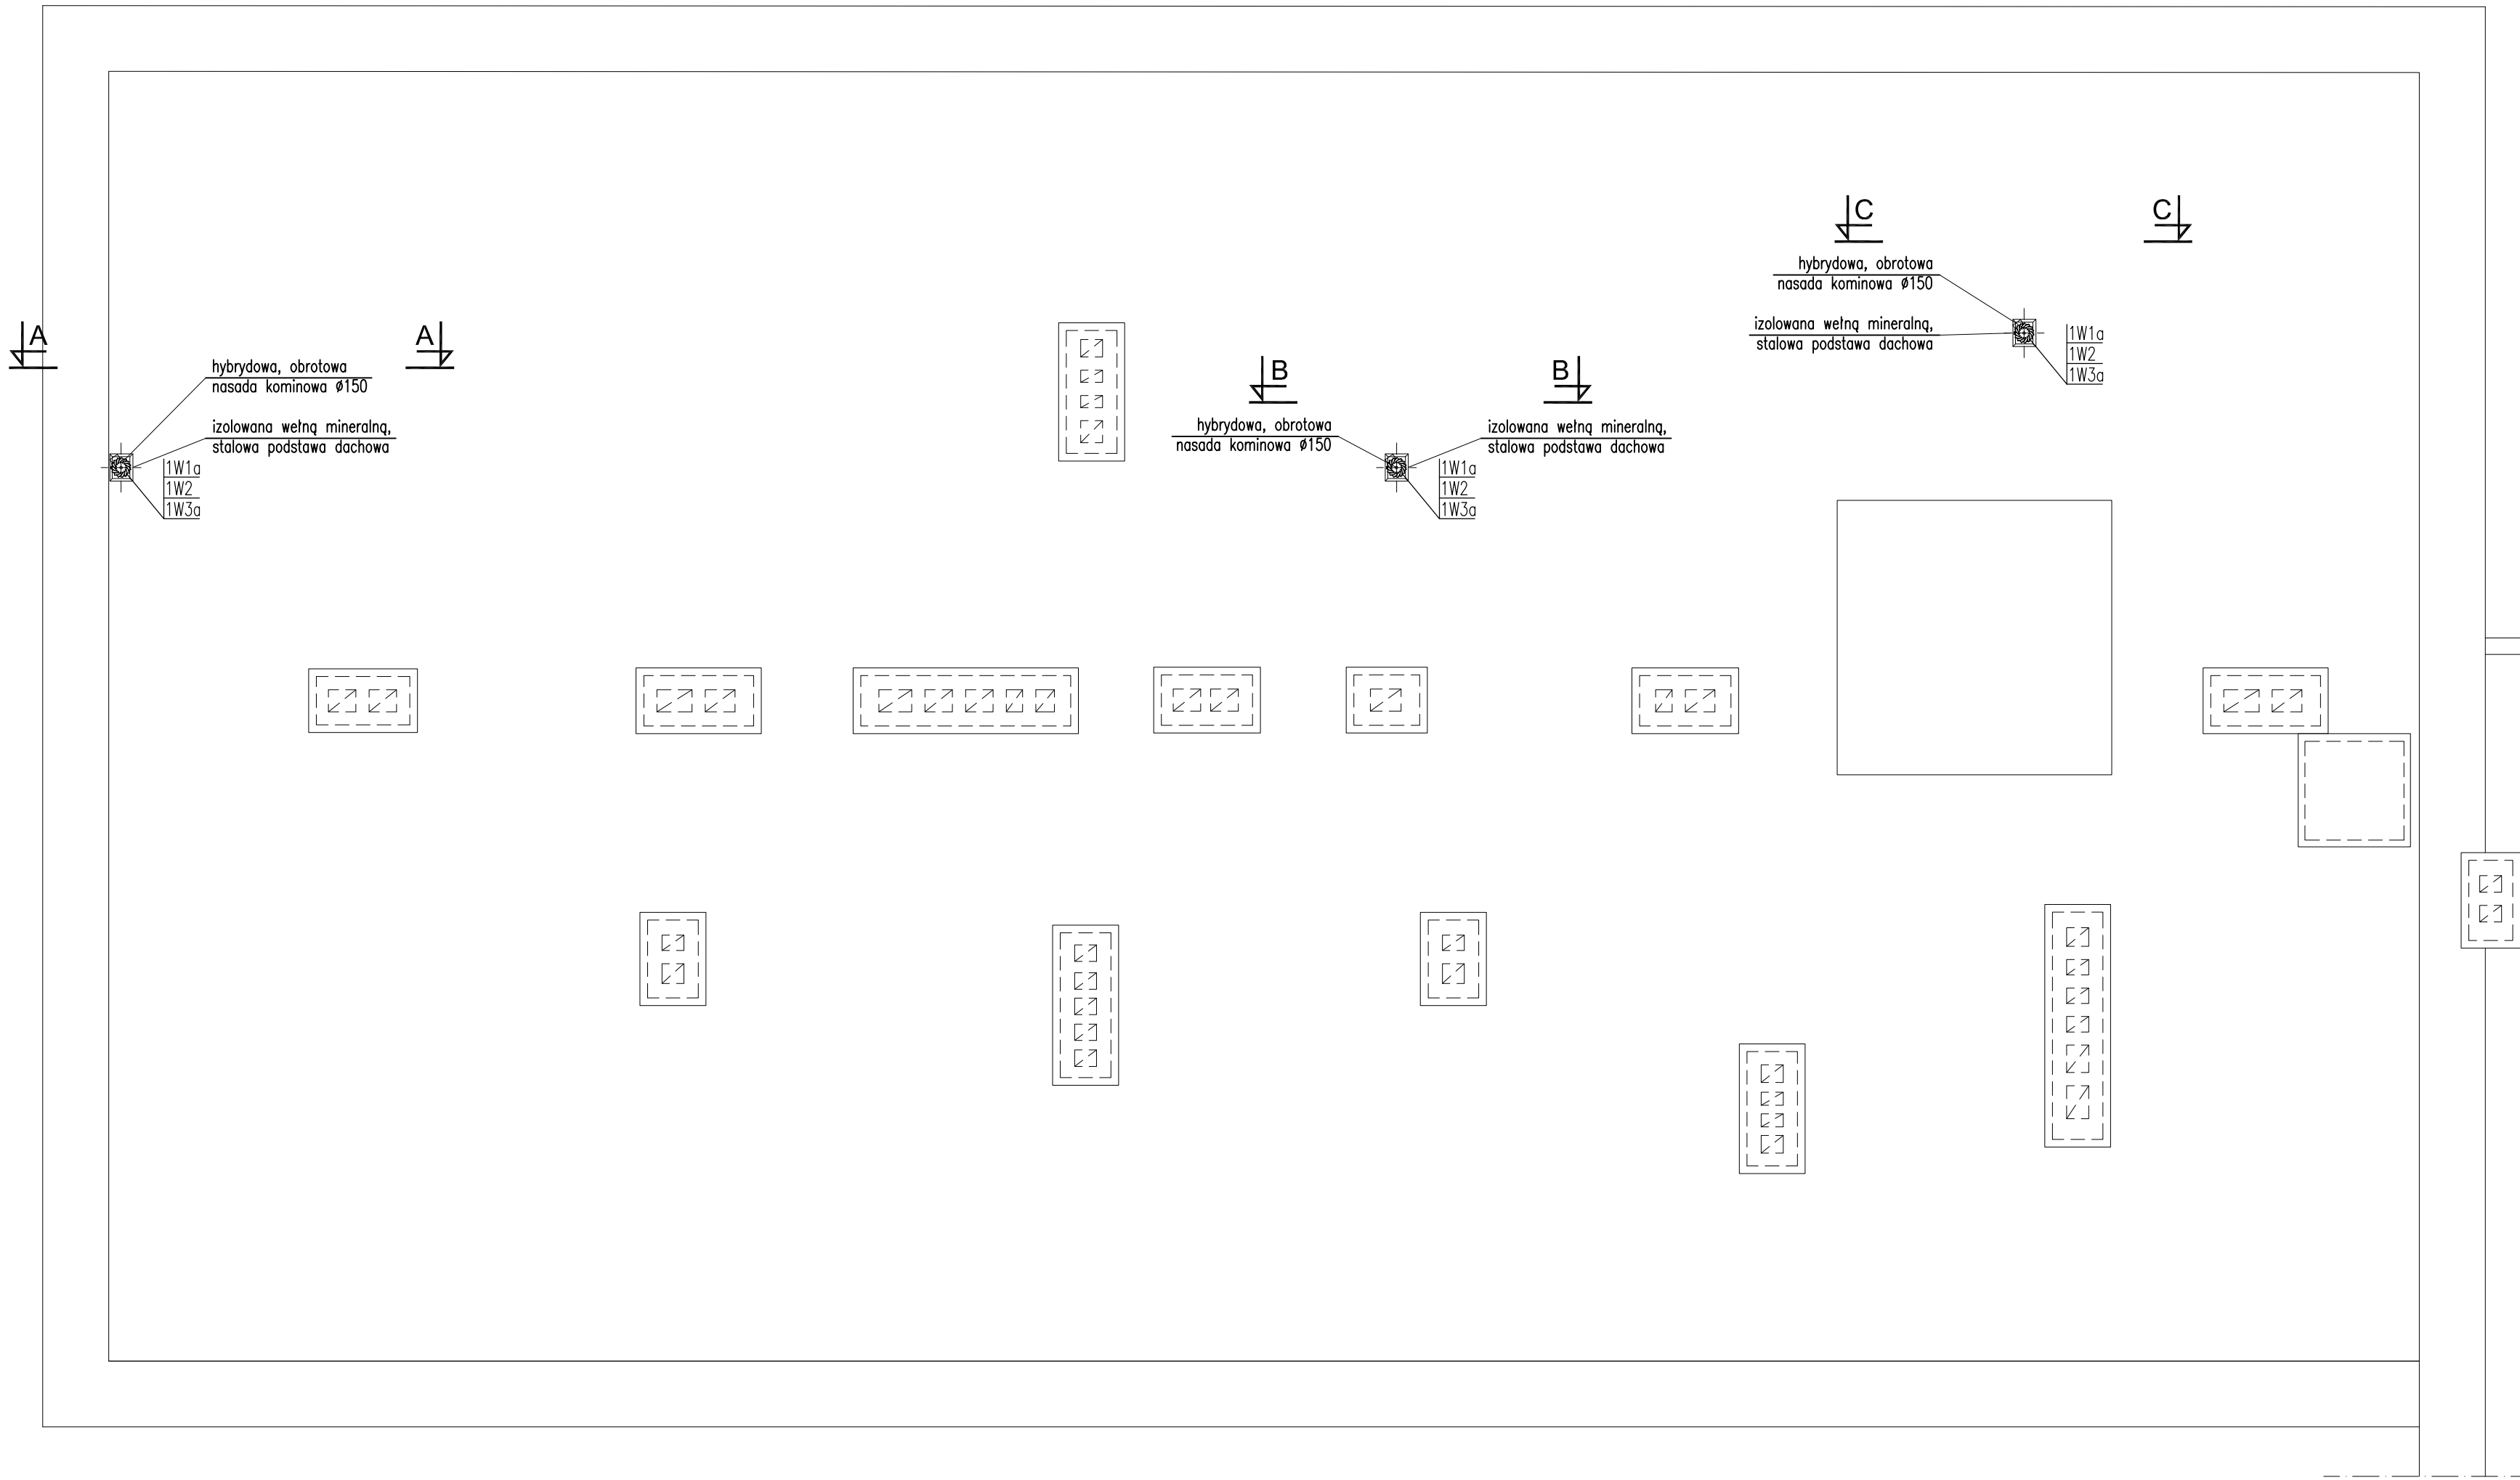 C
C
hybrydowa, obrotowa
nasada kominowa ø150
izolowana wełną mineralną,
stalowa podstawa dachowa
1W1a
1W2
1W3a
A
A
hybrydowa, obrotowa
nasada kominowa ø150
izolowana wełną mineralną,
stalowa podstawa dachowa
1W1a
1W2
1W3a
B
B
hybrydowa, obrotowa
nasada kominowa ø150
izolowana wełną mineralną,
stalowa podstawa dachowa
1W1a
1W2
1W3a